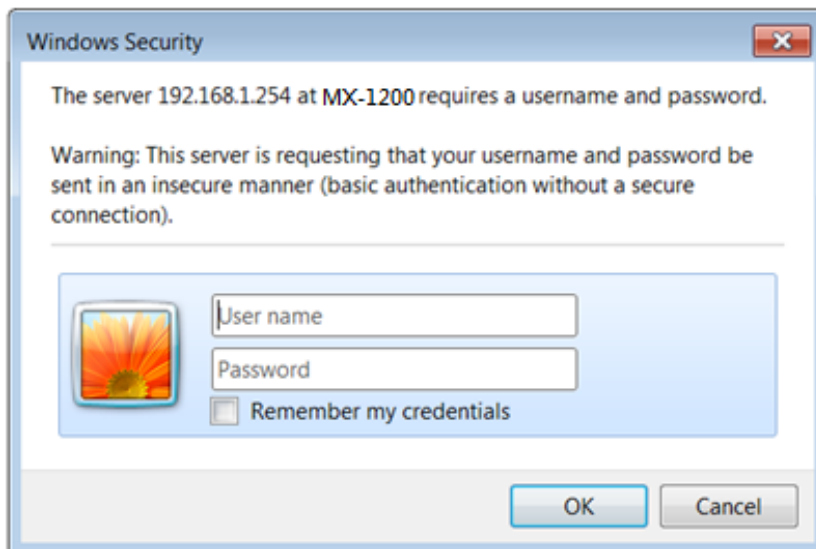 Windows Security
The server 192.168.1.254 at MX-1200 requires a username and password.
Warning: This server is requesting that your username and password be
sent in an insecure manner (basic authentication without a secure
connection).
User name
Password
Remember my credentials
OK
Cancel